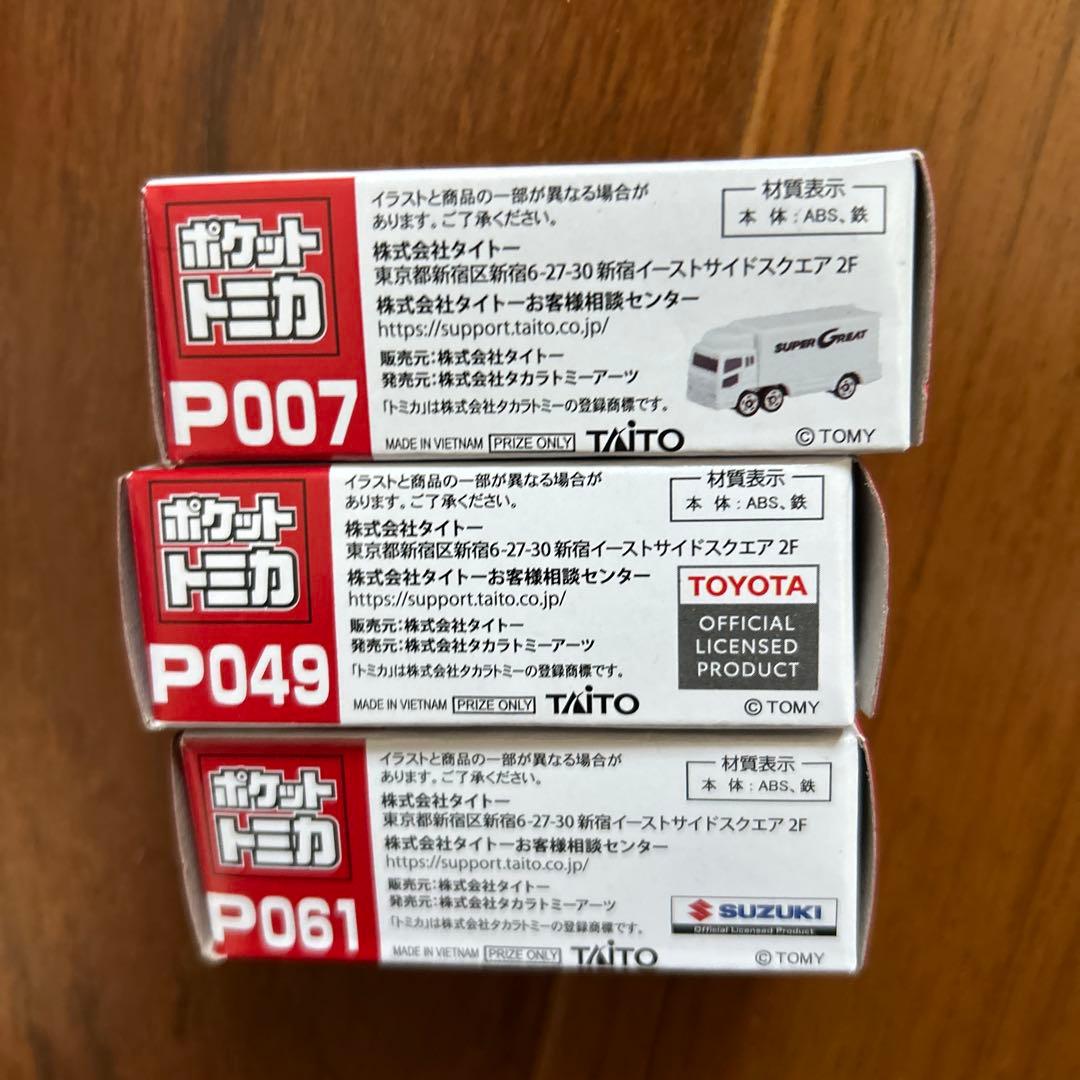 ポケット
トミカ
P007
イラストと商品の一部が異なる場合が
あります。ご了承ください。
材質表示
本 体 : ABS、鉄
株式会社タイトー
東京都新宿区新宿6-27-30 新宿イーストサイドスクエア 2F
株式会社タイトーお客様相談センター
https://support.taito.co.jp/
SUPER GREAT
販売元:株式会社タイトー
発売元:株式会社タカラトミーアーツ
「トミカ」は株式会社タカラトミーの登録商標です。
MADE IN VIETNAM PRIZE ONLY TAITO
© TOMY
ポケット
トミカ
P049
イラストと商品の一部が異なる場合が
あります。ご了承ください。
材質表示
本 体 : ABS、鉄
株式会社タイトー
東京都新宿区新宿6-27-30 新宿イーストサイドスクエア 2F
株式会社タイトーお客様相談センター
https://support.taito.co.jp/
販売元:株式会社タイトー
発売元:株式会社タカラトミーアーツ
「トミカ」は株式会社タカラトミーの登録商標です。
TOYOTA
OFFICIAL
LICENSED
PRODUCT
MADE IN VIETNAM PRIZE ONLY TAITO
© TOMY
ポケット
トミカ
P061
イラストと商品の一部が異なる場合が
あります。ご了承ください。
材質表示
本 体 : ABS、鉄
株式会社タイトー
東京都新宿区新宿6-27-30 新宿イーストサイドスクエア 2F
株式会社タイトーお客様相談センター
https://support.taito.co.jp/
販売元:株式会社タイトー
発売元:株式会社タカラトミーアーツ
「トミカ」は株式会社タカラトミーの登録商標です。
SUZUKI
Official Licensed Product
MADE IN VIETNAM PRIZE ONLY TAITO
© TOMY